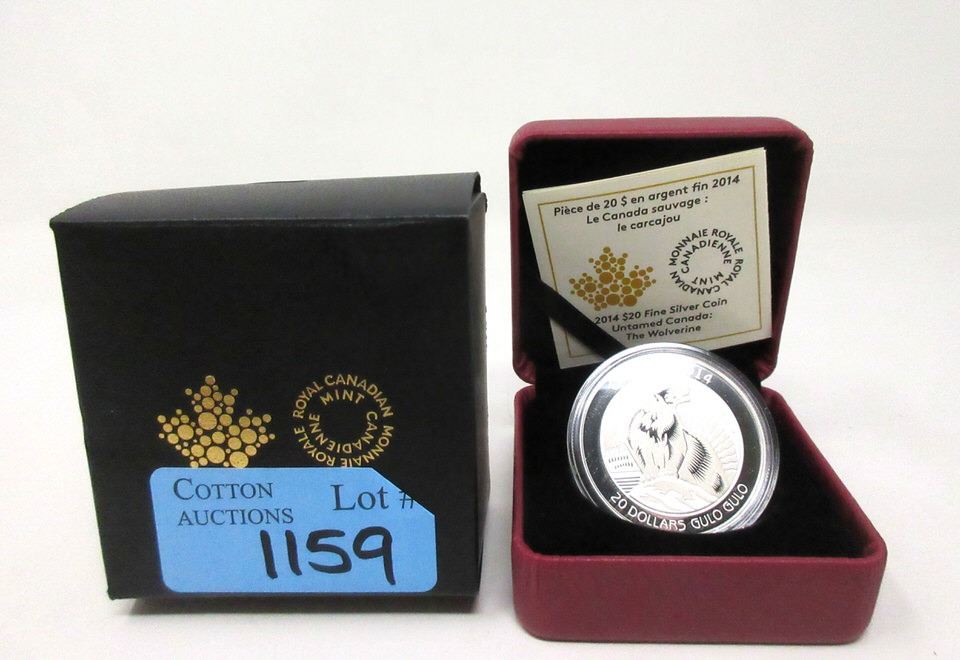 ROYAL CANADIAN MINT
MONNAIE ROYALE CANADIENNE
COTTON
AUCTIONS
Lot #
1159
Pièce de 20 $ en argent fin 2014
Le Canada sauvage :
le carcajou
MONNAIE ROYALE CANADIENNE
ROYAL CANADIAN MINT
2014 $20 Fine Silver Coin
Untamed Canada:
The Wolverine
14
20 DOLLARS GULO GULO